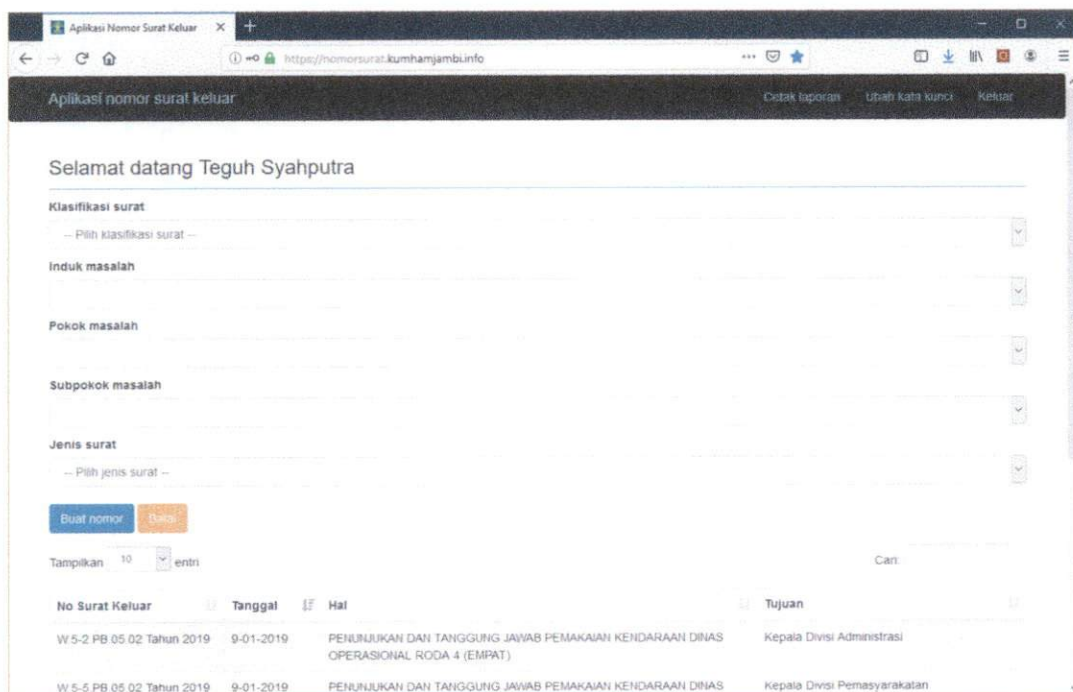 Aplikasi Nomor Surat Keluar
https://nomorsurat.kumhamjambi.info
Aplikasi nomor surat keluar
Cetak laporan Ubah kata kunci Keluar
Selamat datang Teguh Syahputra
Klasifikasi surat
-- Pilih klasifikasi surat --
Induk masalah
Pokok masalah
Subpokok masalah
Jenis surat
-- Pilih jenis surat --
Buat nomor Batal
Tampilkan 10 entri
Cari:
No Surat Keluar Tanggal Hal Tujuan
W.5-2.PB.05.02 Tahun 2019 9-01-2019 PENUNJUKAN DAN TANGGUNG JAWAB PEMAKAIAN KENDARAAN DINAS Kepala Divisi Administrasi
OPERASIONAL RODA 4 (EMPAT)
W.5-5.PB.05.02 Tahun 2019 9-01-2019 PENUNJUKAN DAN TANGGUNG JAWAB PEMAKAIAN KENDARAAN DINAS Kepala Divisi Pemasyarakatan